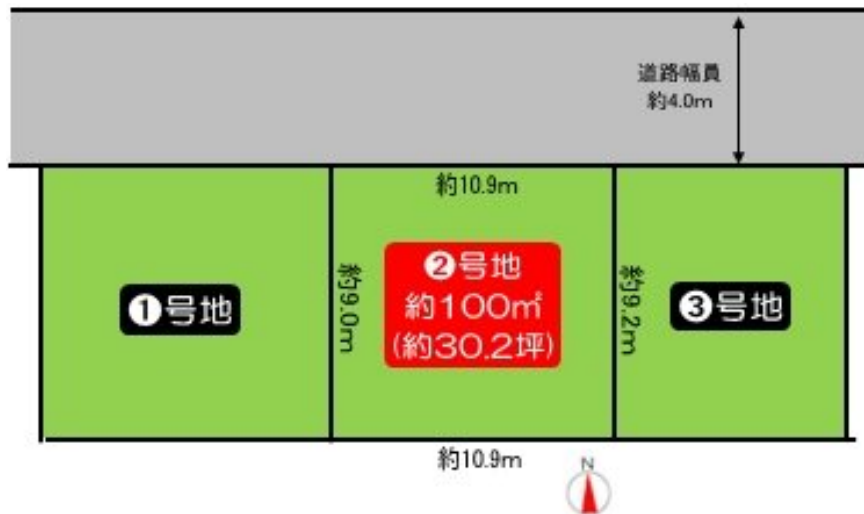 道路幅員
約4.0m
約10.9m
❶号地
約9.0m
❷号地
約100㎡
(約30.2坪)
約9.2m
❸号地
約10.9m
N